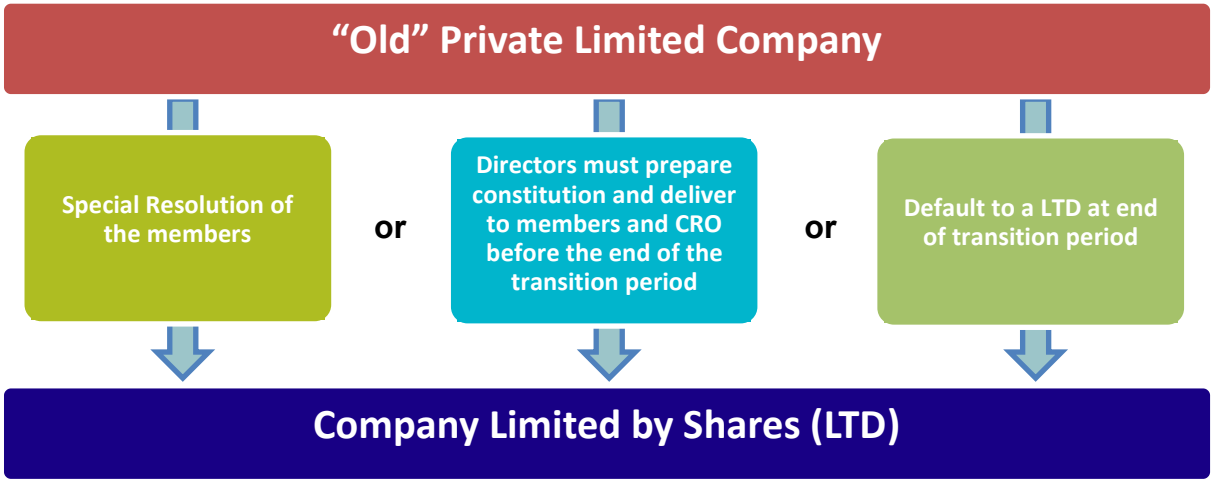 “Old” Private Limited Company
Special Resolution of
the members
or
Directors must prepare
constitution and deliver
to members and CRO
before the end of the
transition period
or
Default to a LTD at end
of transition period
Company Limited by Shares (LTD)